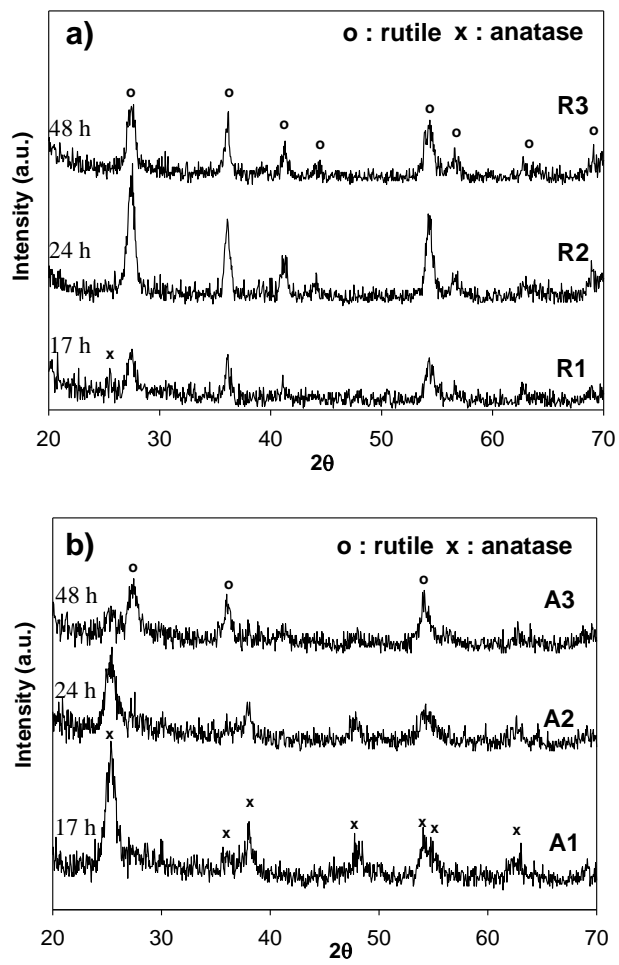 a)
o : rutile x : anatase
o o o o o o o o
R3
48 h
24 h
R2
17 h
x
R1
Intensity (a.u.)
20 30 40 50 60 70
2θ
b)
o : rutile x : anatase
o o o
48 h
A3
24 h
A2
17 h
x x x x x x x
A1
Intensity (a.u.)
20 30 40 50 60 70
2θ